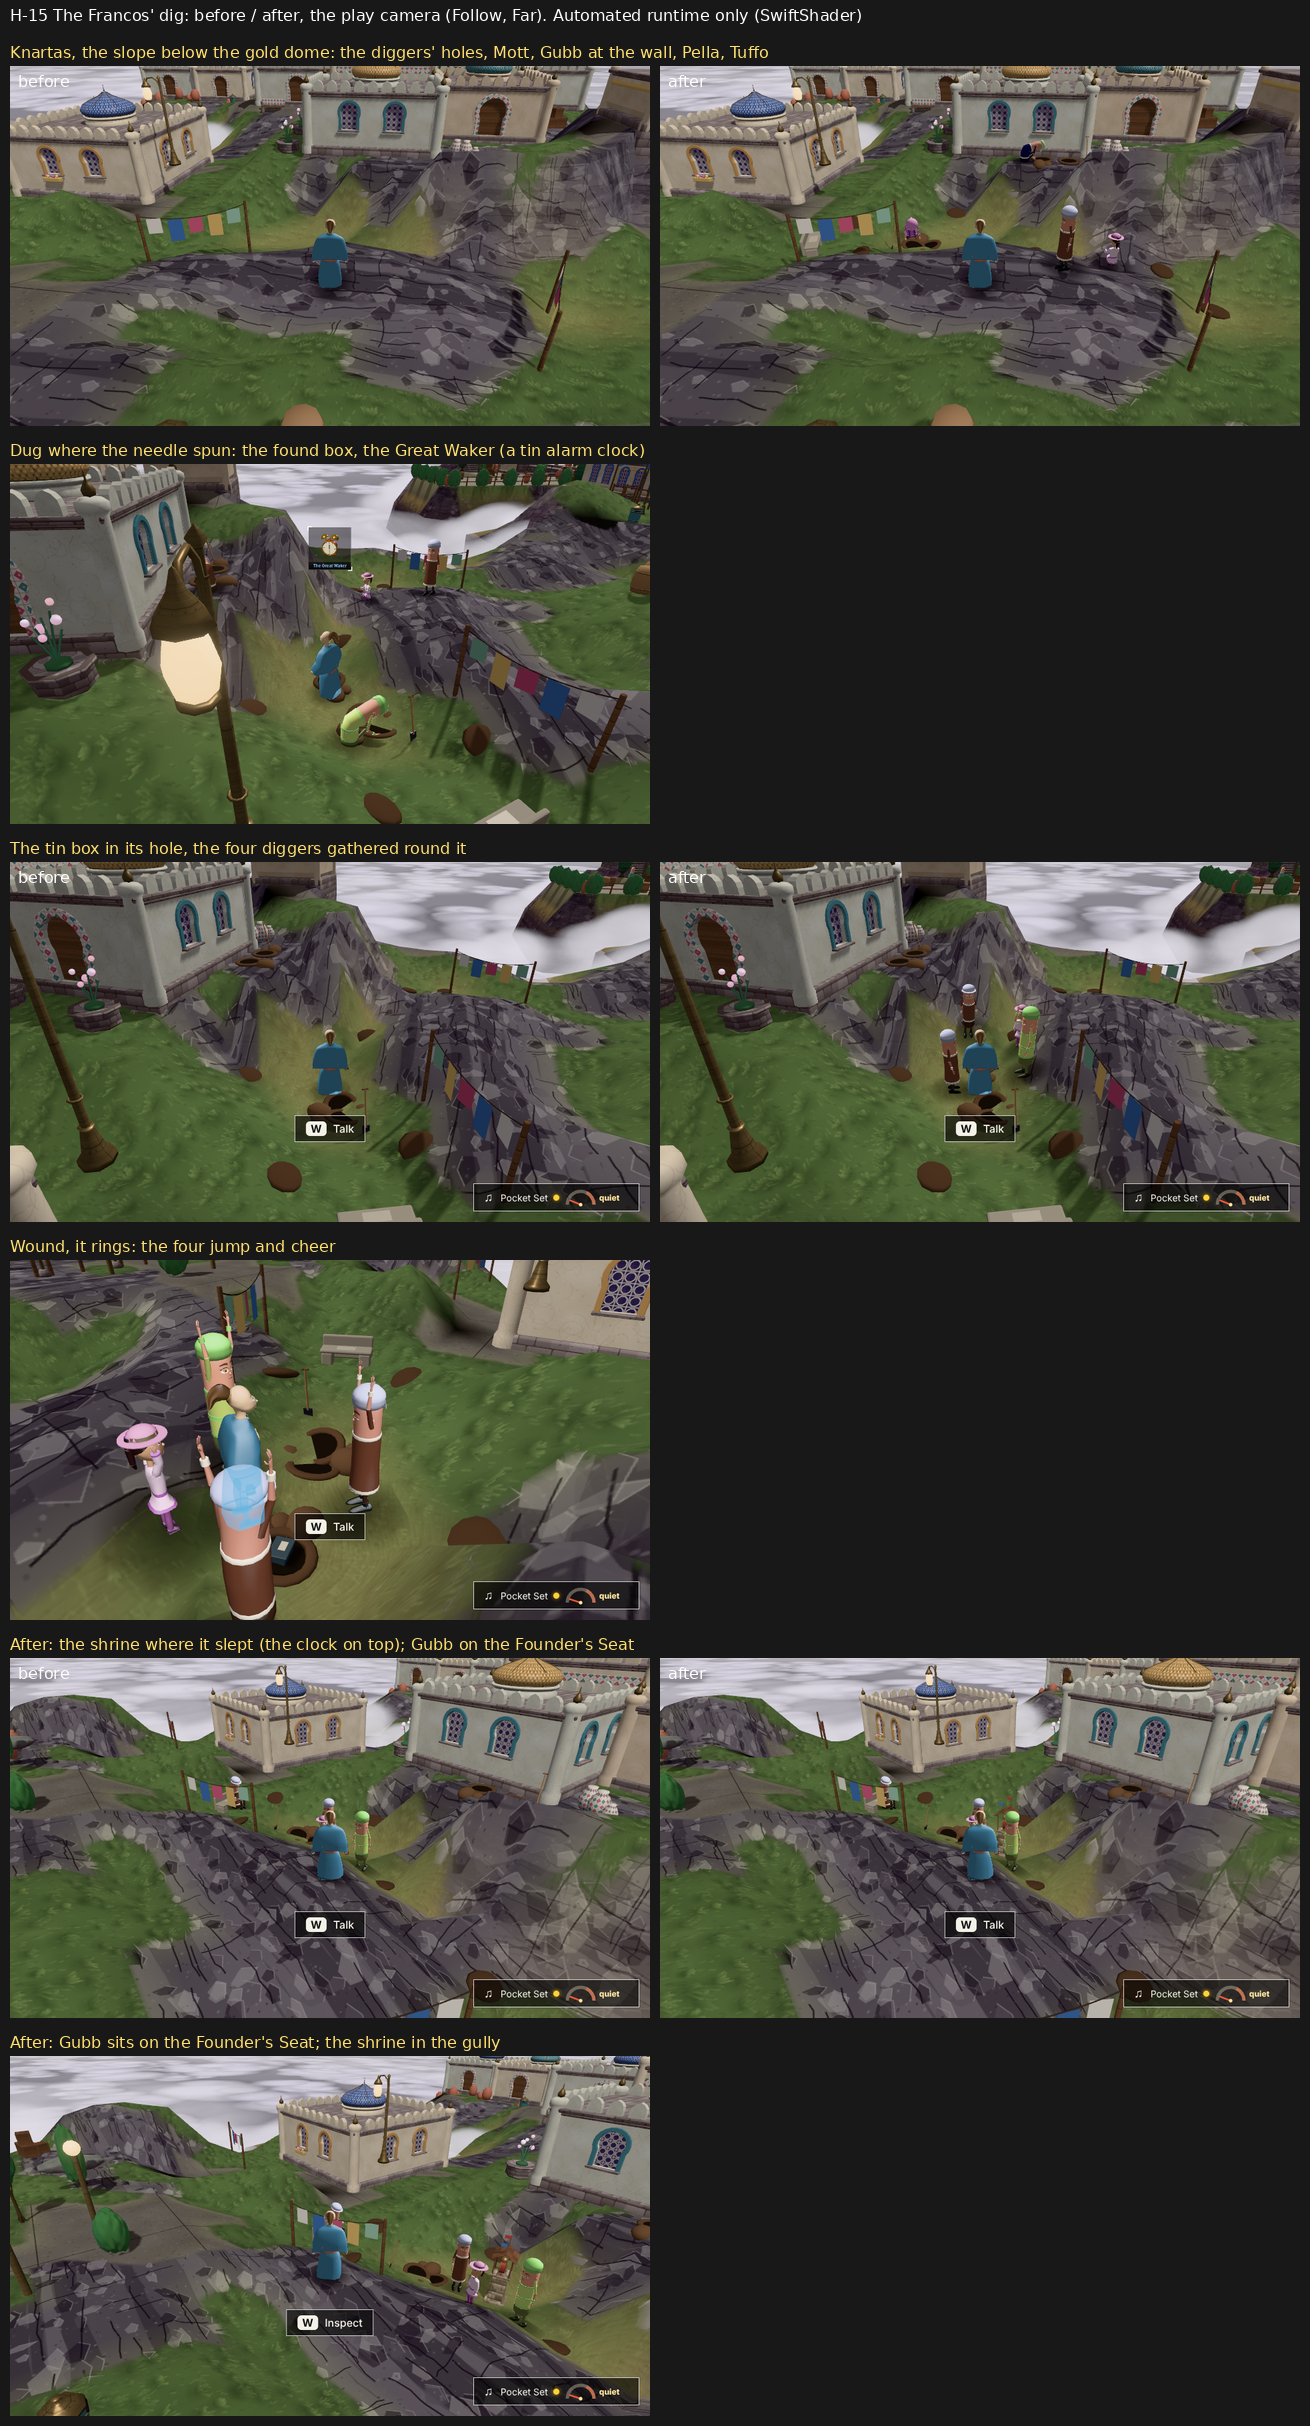 H-15 The Francos' dig: before / after, the play camera (Follow, Far). Automated runtime only (SwiftShader)
Knartas, the slope below the gold dome: the diggers' holes, Mott, Gubb at the wall, Pella, Tuffo
before
after
Dug where the needle spun: the found box, the Great Waker (a tin alarm clock)
The Great Waker
The tin box in its hole, the four diggers gathered round it
before
after
W Talk
W Talk
♫ Pocket Set quiet
♫ Pocket Set quiet
Wound, it rings: the four jump and cheer
W Talk
♫ Pocket Set quiet
After: the shrine where it slept (the clock on top); Gubb on the Founder's Seat
before
after
W Talk
W Talk
♫ Pocket Set quiet
♫ Pocket Set quiet
After: Gubb sits on the Founder's Seat; the shrine in the gully
W Inspect
♫ Pocket Set quiet